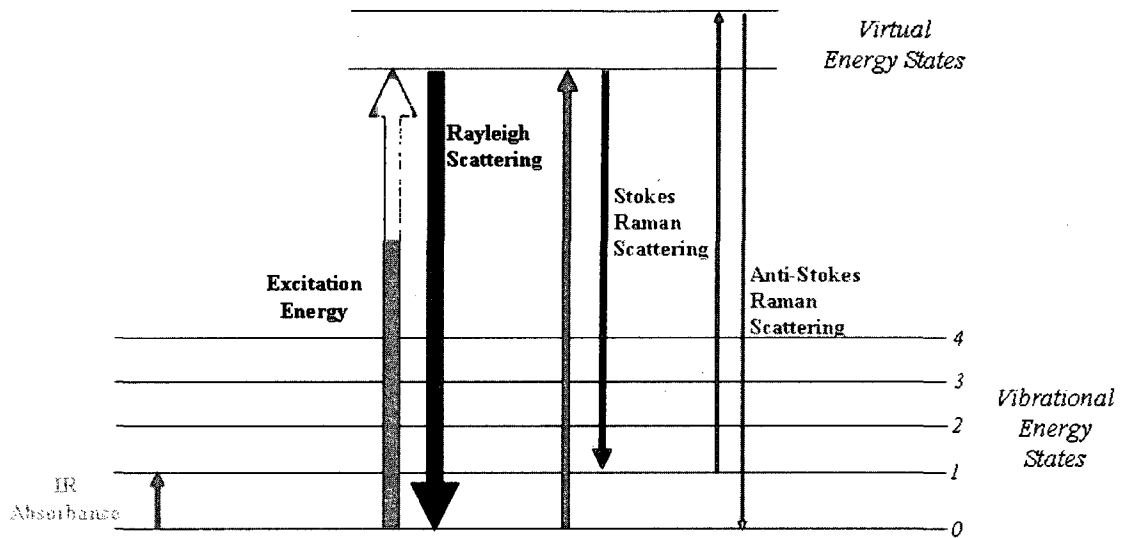 Virtual
Energy States
Rayleigh
Scattering
Stokes
Raman
Scattering
Excitation
Energy
Anti-Stokes
Raman
Scattering
4
3
2
1
0
Vibrational
Energy
States
IR
Absorbance